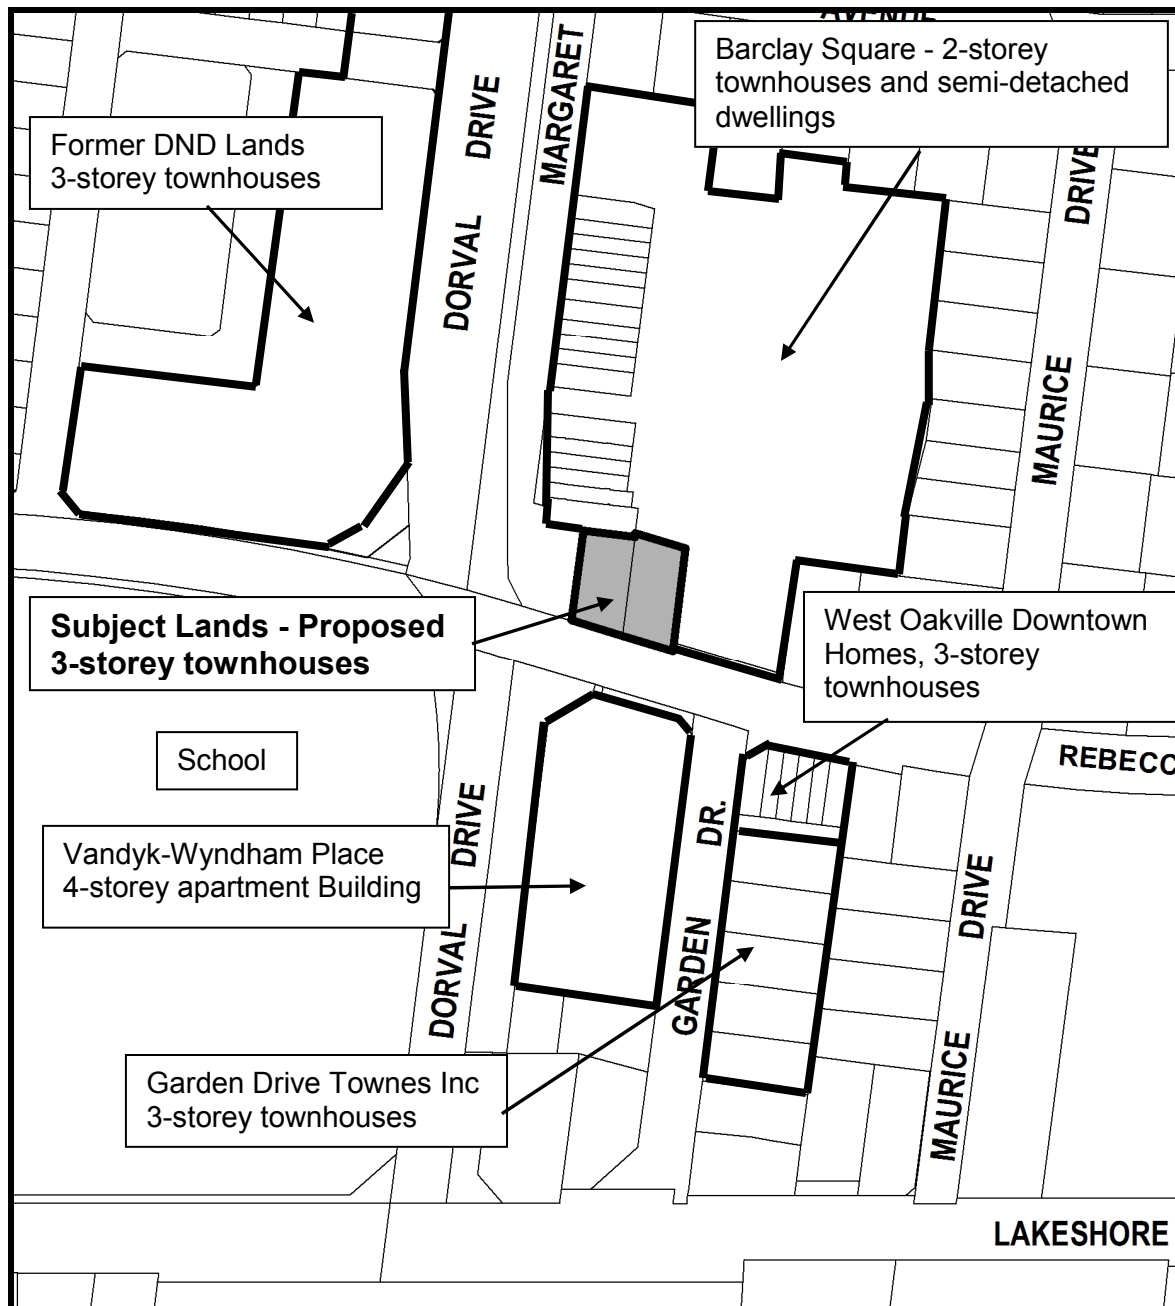 AVENUE
Barclay Square - 2-storey
townhouses and semi-detached
dwellings
MARGARET
DRIVE
DORVAL
Former DND Lands
3-storey townhouses
DRIVE
MAURICE
Subject Lands - Proposed
3-storey townhouses
West Oakville Downtown
Homes, 3-storey
townhouses
School
REBECC
Vandyk-Wyndham Place
4-storey apartment Building
DRIVE
DORVAL
DR.
GARDEN
DRIVE
MAURICE
Garden Drive Townes Inc
3-storey townhouses
LAKESHORE